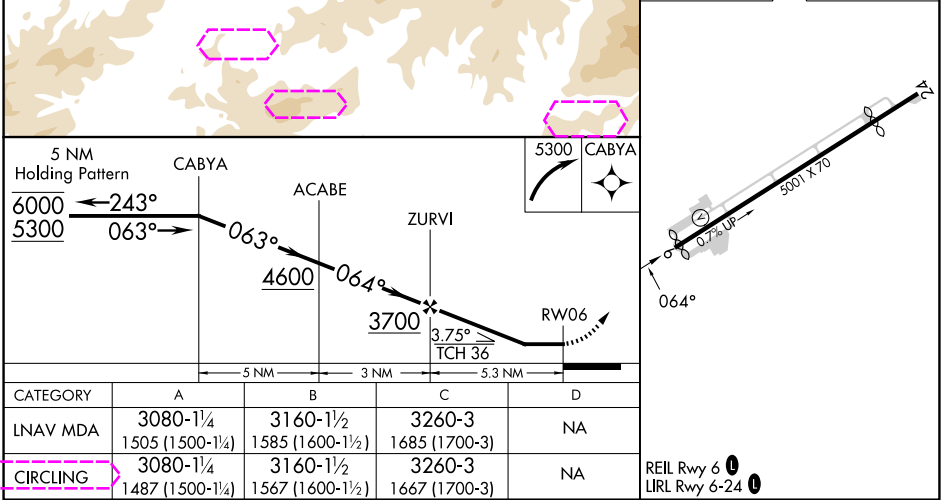 5 NM
Holding Pattern
6000
5300
243°
063°
CABYA
063°
ACABE
4600
064°
ZURVI
3700
3.75°
TCH 36
RW06
5300 CABYA
5 NM 3 NM 5.3 NM
CATEGORY A B C D
LNAV MDA 3080-1¼ 3160-1½ 3260-3 NA
1505 (1500-1¼) 1585 (1600-1½) 1685 (1700-3)
CIRCLING 3080-1¼ 3160-1½ 3260-3 NA
1487 (1500-1¼) 1567 (1600-1½) 1667 (1700-3)
24
5001 X 70
V
0.7% UP
6
064°
REIL Rwy 6 L
LIRL Rwy 6-24 L